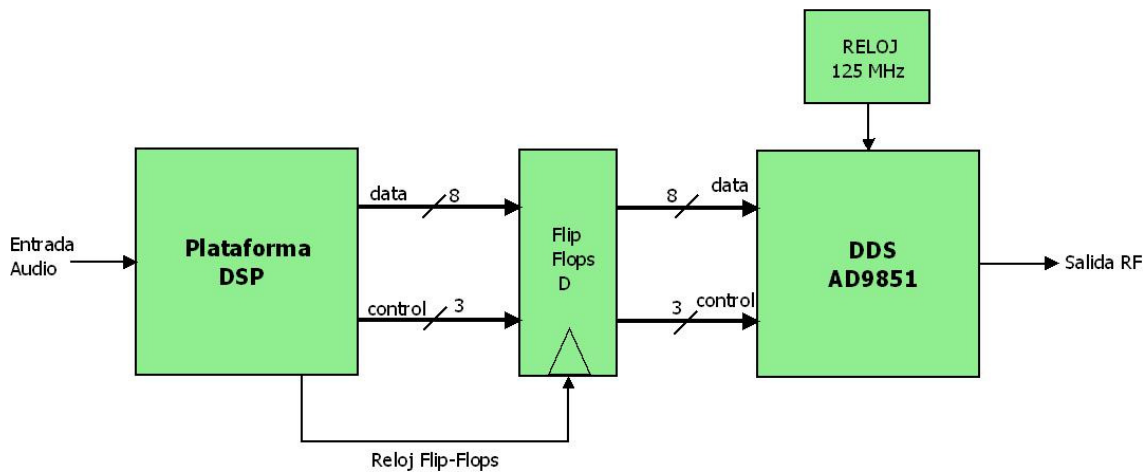 RELOJ
125 MHz
Entrada
Audio
Plataforma
DSP
data
8
control
3
Flip
Flops
D
8
data
3
control
DDS
AD9851
Salida RF
Reloj Flip-Flops